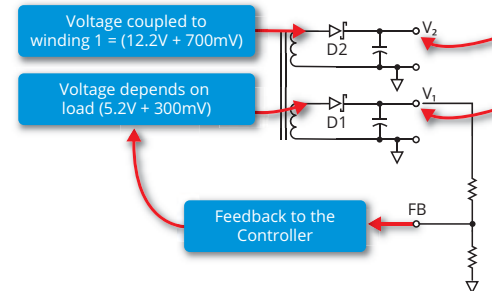 Voltage coupled to
winding 1 = (12.2V + 700mV)
V₂
D2
Voltage depends on
load (5.2V + 300mV)
V₁
D1
Feedback to the
Controller
FB